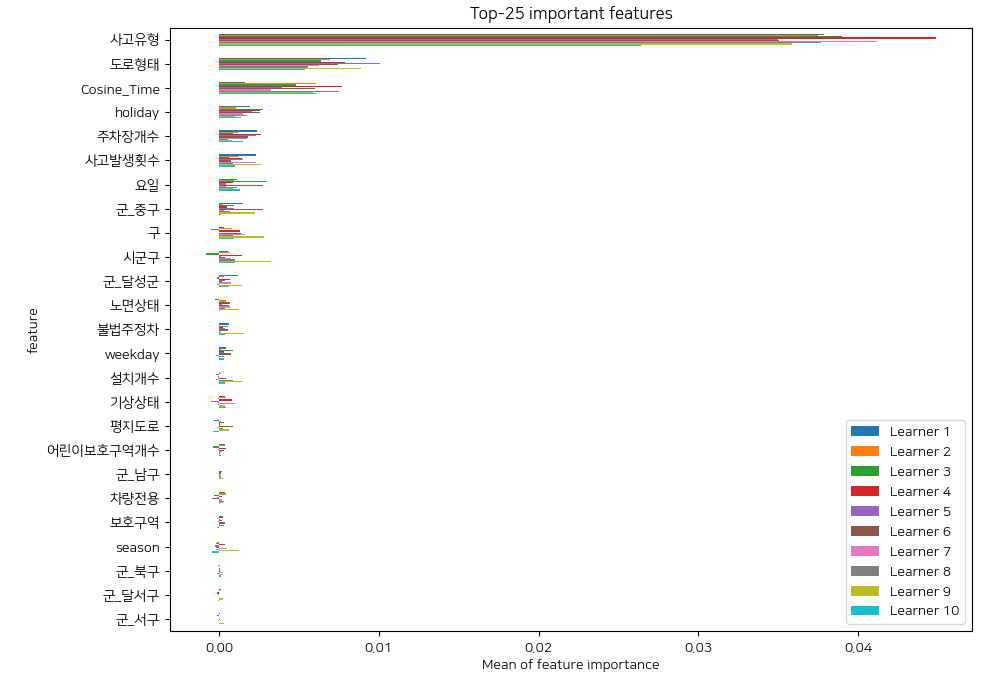 Top-25 important features
사고유형
도로형태
Cosine_Time
holiday
주차장개수
사고발생횟수
요일
군_중구
구
시군구
군_달성군
노면상태
불법주정차
weekday
설치개수
기상상태
평지도로
어린이보호구역개수
군_남구
차량전용
보호구역
season
군_북구
군_달서구
군_서구
feature
Learner 1
Learner 2
Learner 3
Learner 4
Learner 5
Learner 6
Learner 7
Learner 8
Learner 9
Learner 10
0.00 0.01 0.02 0.03 0.04
Mean of feature importance